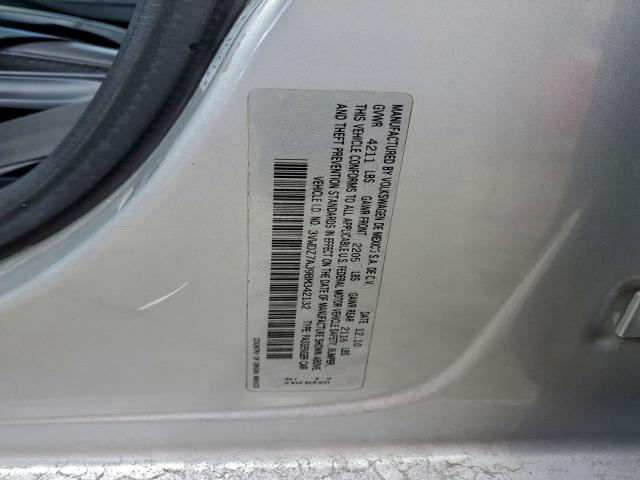 MANUFACTURED BY VOLKSWAGEN DE MEXICO S.A. DE C.V. DATE 12.10
GVWR 4211 LBS GAWR FRONT 2205 LBS GAWR REAR 2116 LBS
THIS VEHICLE CONFORMS TO ALL APPLICABLE U.S. FEDERAL MOTOR VEHICLE SAFETY, BUMPER,
AND THEFT PREVENTION STANDARDS IN EFFECT ON THE DATE OF MANUFACTURE SHOWN ABOVE.
VEHICLE I.D. NO. 3VWDZ7AJ9BM342132 TYPE: PASSENGER CAR
COUNTRY OF ORIGIN: MEXICO